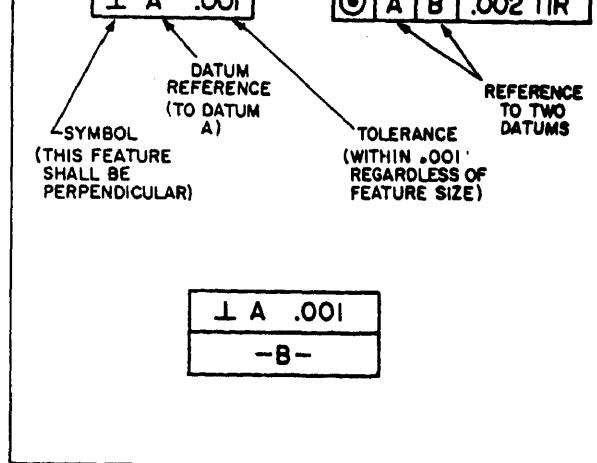 ⊥ A .001
◎ A B .002 TIR
DATUM
REFERENCE
(TO DATUM
A)
REFERENCE
TO TWO
DATUMS
SYMBOL
(THIS FEATURE
SHALL BE
PERPENDICULAR)
TOLERANCE
(WITHIN .001
REGARDLESS OF
FEATURE SIZE)
⊥ A .001
-B-